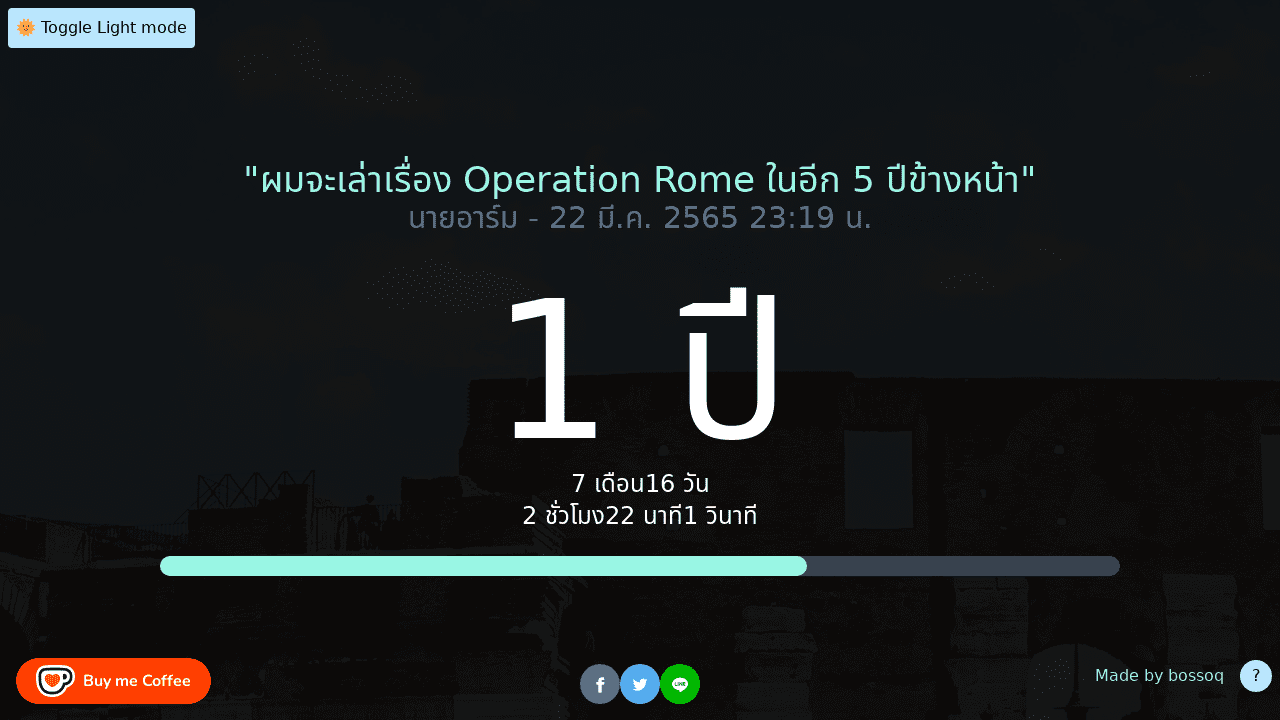 🌞 Toggle Light mode
"ผมจะเล่าเรื่อง Operation Rome ในอีก 5 ปีข้างหน้า"
นายอาร์ม - 22 มี.ค. 2565 23:19 น.
1 ปี
7 เดือน16 วัน
2 ชั่วโมง22 นาที1 วินาที
Buy me Coffee
LINE
Made by bossoq
?